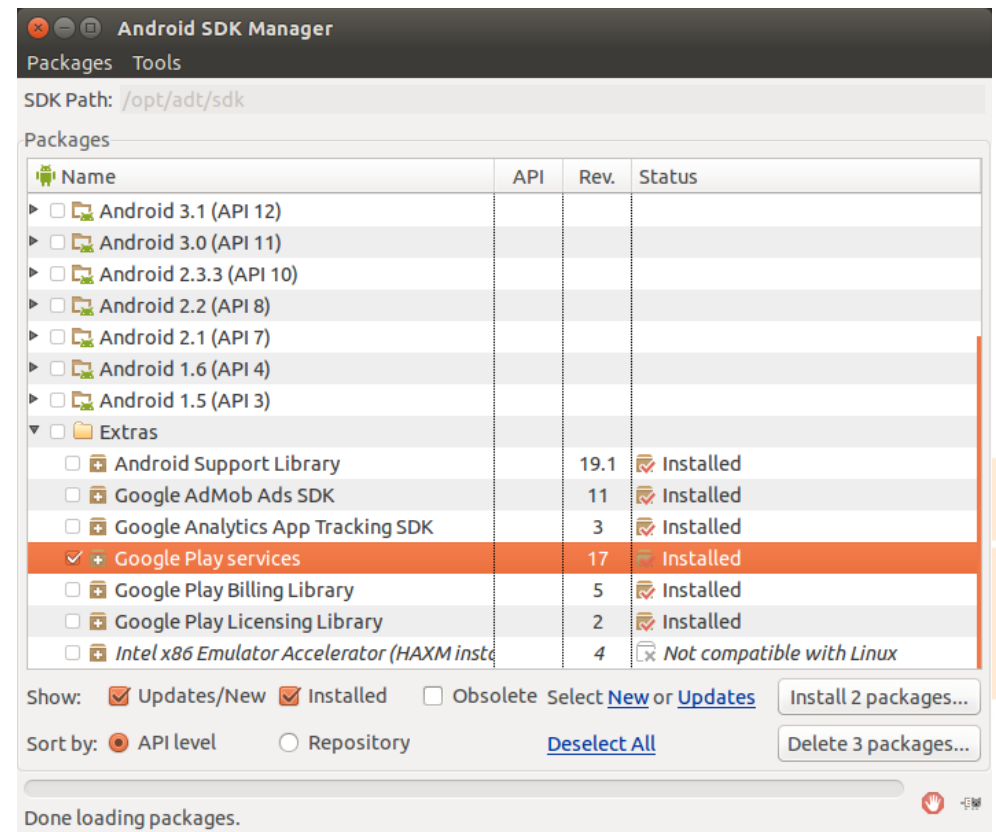 Android SDK Manager
Packages Tools
SDK Path: /opt/adt/sdk
Packages
Name API Rev. Status
Android 3.1 (API 12)
Android 3.0 (API 11)
Android 2.3.3 (API 10)
Android 2.2 (API 8)
Android 2.1 (API 7)
Android 1.6 (API 4)
Android 1.5 (API 3)
Extras
Android Support Library 19.1 Installed
Google AdMob Ads SDK 11 Installed
Google Analytics App Tracking SDK 3 Installed
Google Play services 17 Installed
Google Play Billing Library 5 Installed
Google Play Licensing Library 2 Installed
Intel x86 Emulator Accelerator (HAXM insta 4 Not compatible with Linux
Show: Updates/New Installed Obsolete Select New or Updates Install 2 packages...
Sort by: API level Repository Deselect All Delete 3 packages...
Done loading packages.